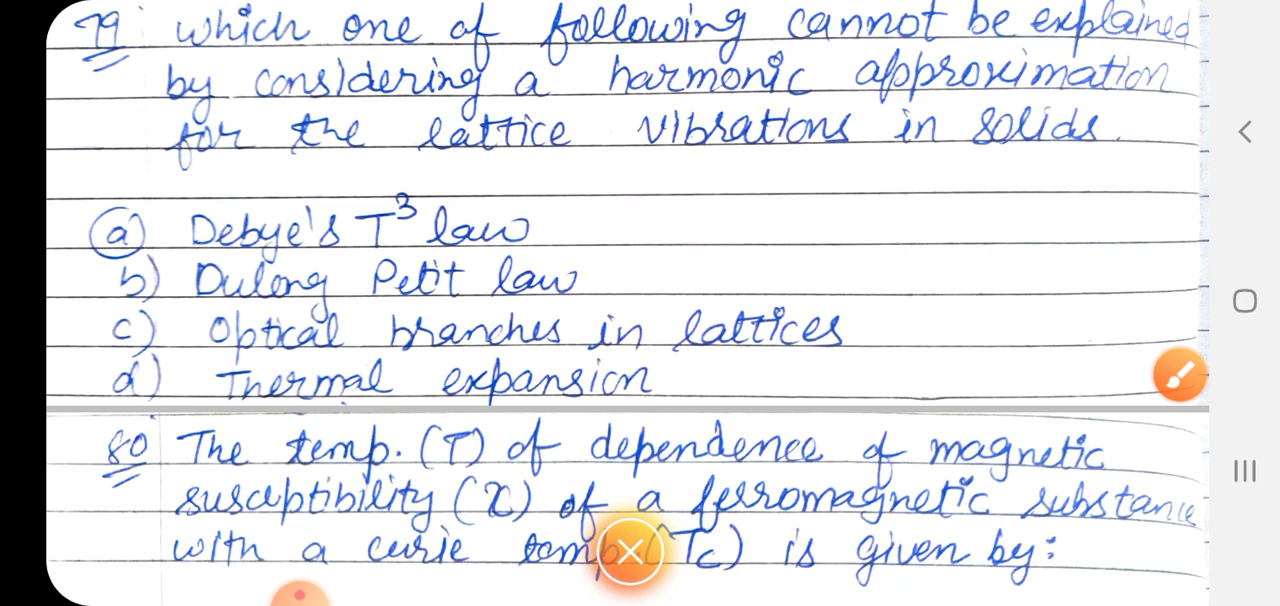 79 which one of following cannot be explained
by considering a harmonic approximation
for the lattice vibrations in solids.
a) Debye's T³ law
b) Dulong Petit law
c) Optical branches in lattices
d) Thermal expansion
80 The temp. (T) of dependence of magnetic
susceptibility (χ) of a ferromagnetic substance
with a curie temp (Tc) is given by: